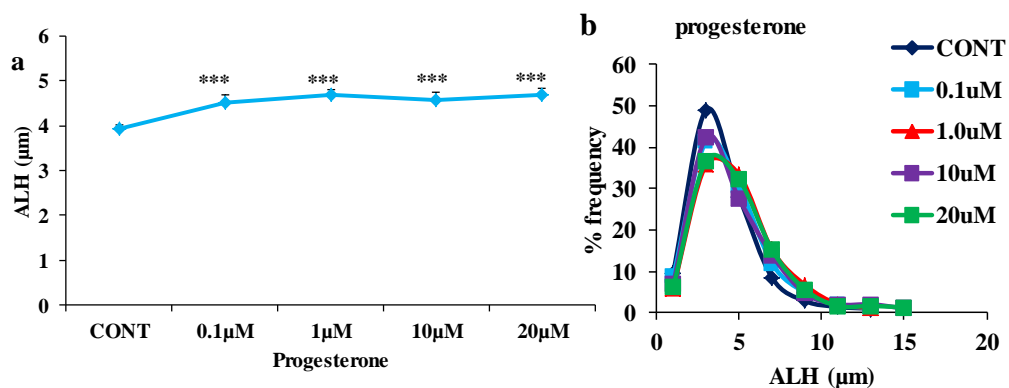 a
ALH (µm)
6
5
4
3
2
1
0
***
***
***
***
CONT
0.1µM
1µM
10µM
20µM
Progesterone
b
progesterone
% frequency
60
50
40
30
20
10
0
0
5
10
15
20
ALH (µm)
CONT
0.1uM
1.0uM
10uM
20uM